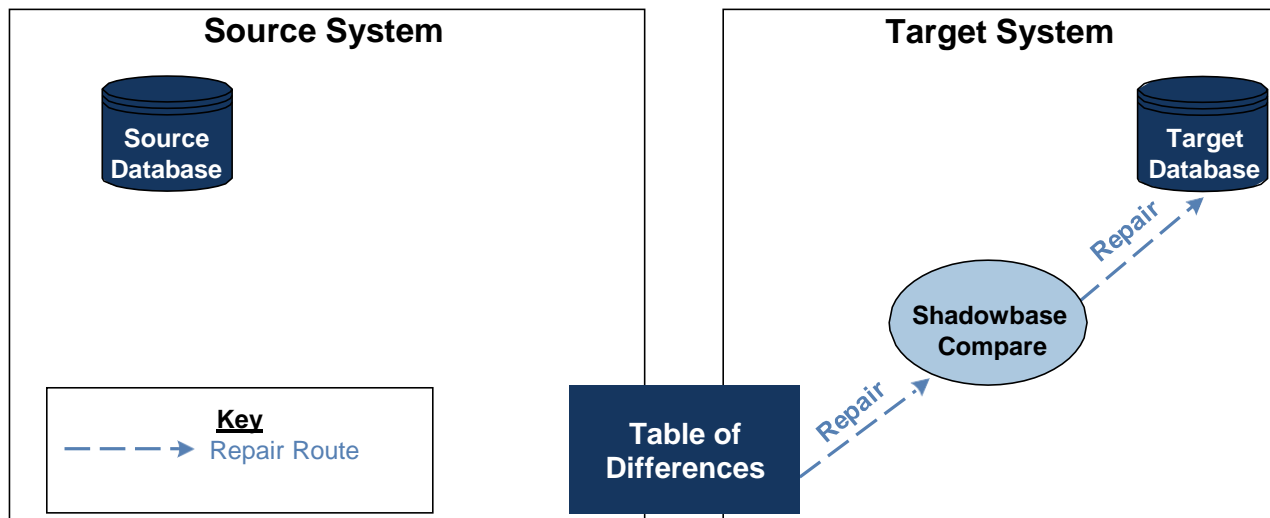 Source System
Target System
Source
Database
Target
Database
Repair
Shadowbase
Compare
Repair
Key
Repair Route
Table of
Differences